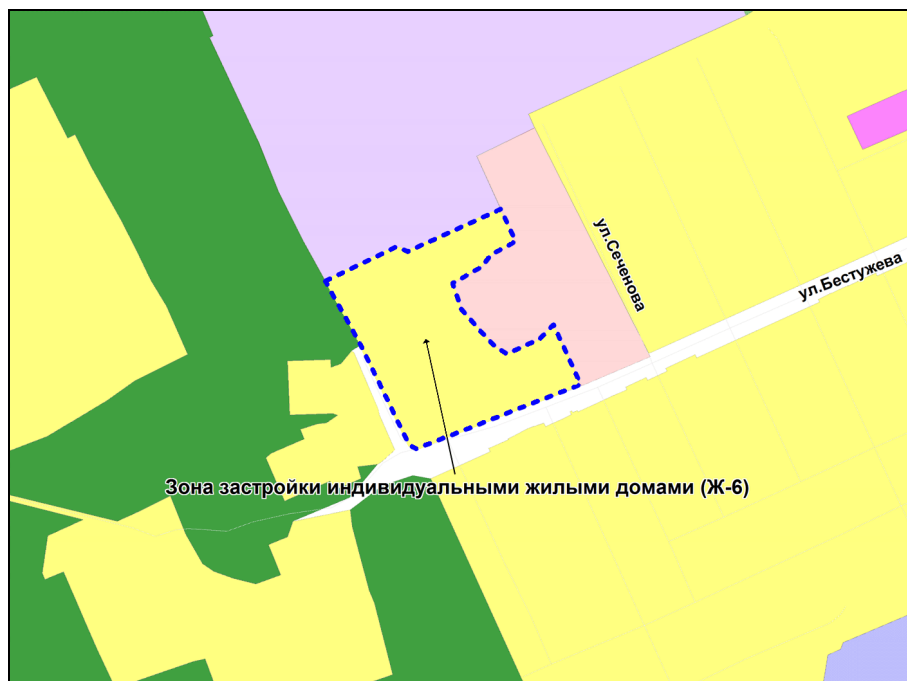 ул.Сеченова
ул.Бестужева
Зона застройки индивидуальными жилыми домами (Ж-6)